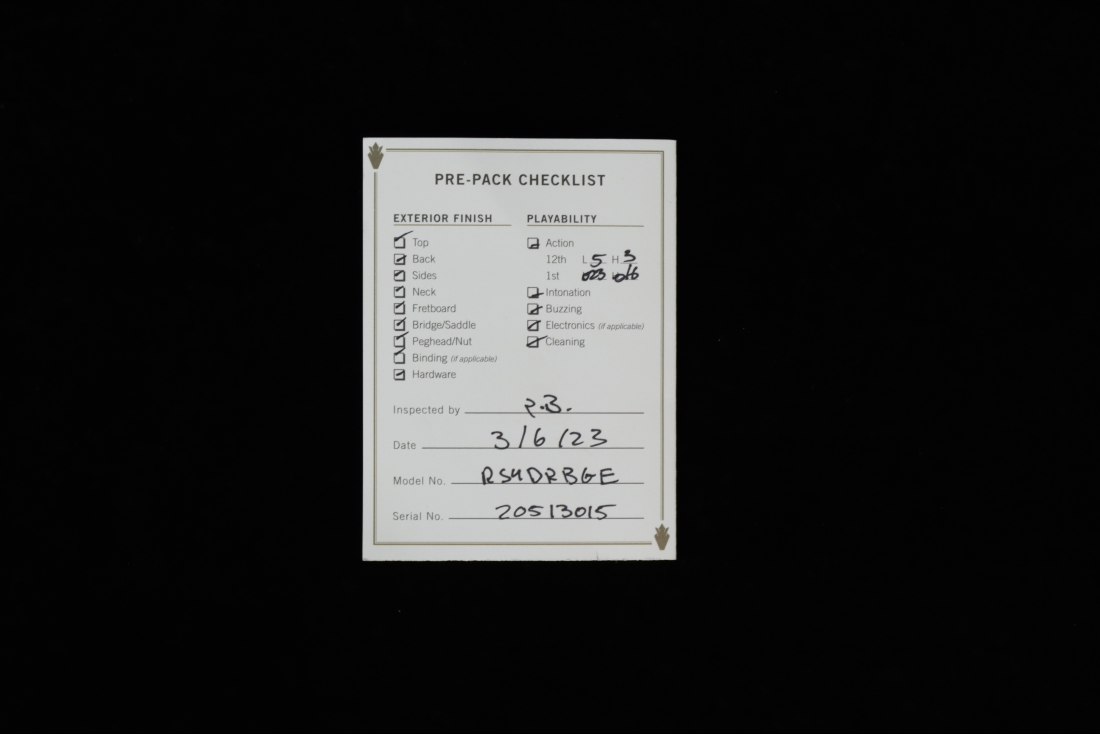 PRE-PACK CHECKLIST
EXTERIOR FINISH
Top
Back
Sides
Neck
Fretboard
Bridge/Saddle
Peghead/Nut
Binding (if applicable)
Hardware
PLAYABILITY
Action
12th L 5 H 3
1st 023 016
Intonation
Buzzing
Electronics (if applicable)
Cleaning
Inspected by R.B.
Date 3/6/23
Model No. RS4DRBGE
Serial No. 20513015